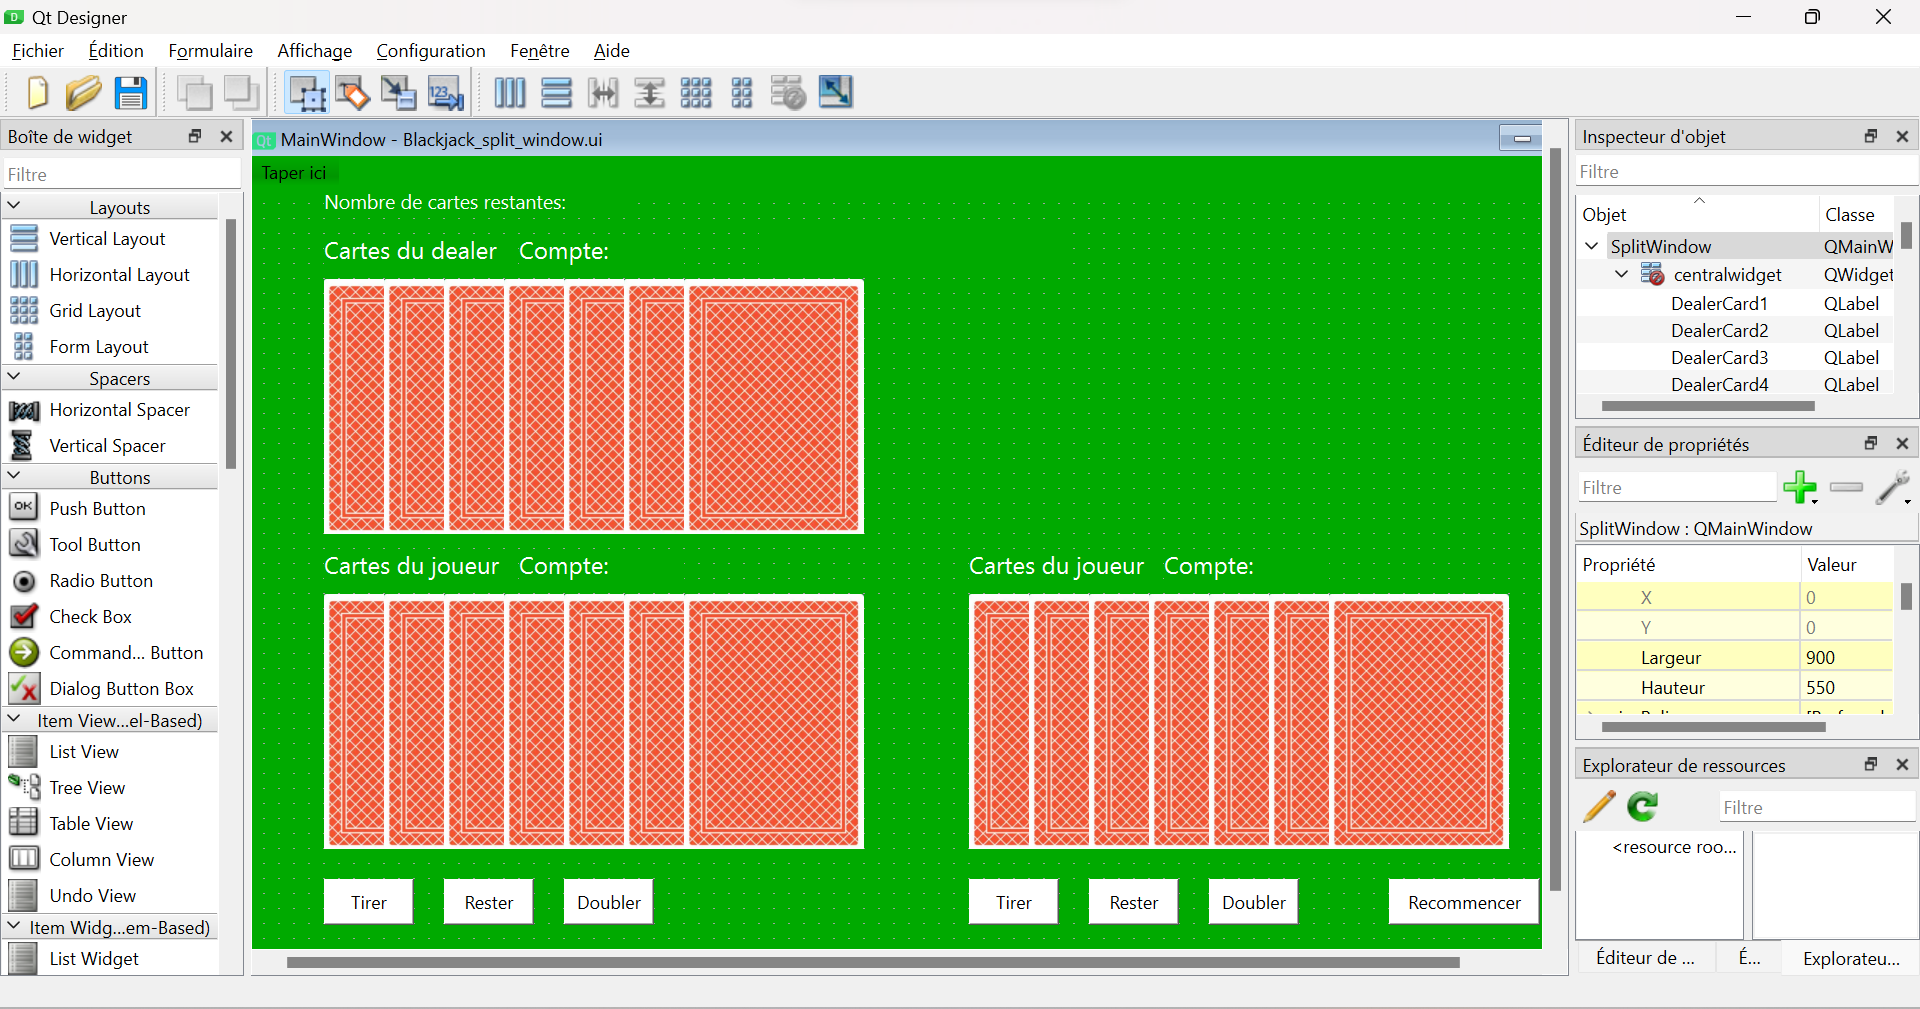 Qt Designer
Fichier Édition Formulaire Affichage Configuration Fenêtre Aide
123
Boîte de widget
Filtre
Layouts
Vertical Layout
Horizontal Layout
Grid Layout
Form Layout
Spacers
Horizontal Spacer
Vertical Spacer
Buttons
OK Push Button
Tool Button
Radio Button
Check Box
Command... Button
Dialog Button Box
Item View...el-Based)
List View
Tree View
Table View
Column View
Undo View
Item Widg...em-Based)
List Widget
Qt MainWindow - Blackjack_split_window.ui
Taper ici
Nombre de cartes restantes:
Cartes du dealer Compte:
Cartes du joueur Compte:
Cartes du joueur Compte:
Tirer Rester Doubler
Tirer Rester Doubler Recommencer
Inspecteur d'objet
Filtre
Objet Classe
SplitWindow QMainW
centralwidget QWidget
DealerCard1 QLabel
DealerCard2 QLabel
DealerCard3 QLabel
DealerCard4 QLabel
Éditeur de propriétés
Filtre
SplitWindow : QMainWindow
Propriété Valeur
X 0
Y 0
Largeur 900
Hauteur 550
Explorateur de ressources
Filtre
<resource roo...
Éditeur de ... É... Explorateu...